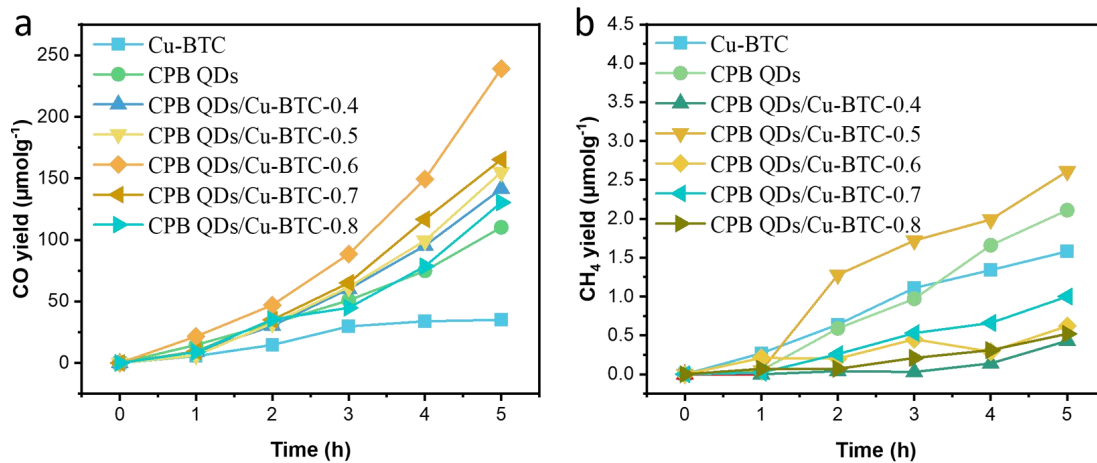 a
250
200
150
100
50
0
CO yield (µmolg⁻¹)
Cu-BTC
CPB QDs
CPB QDs/Cu-BTC-0.4
CPB QDs/Cu-BTC-0.5
CPB QDs/Cu-BTC-0.6
CPB QDs/Cu-BTC-0.7
CPB QDs/Cu-BTC-0.8
0 1 2 3 4 5
Time (h)
b
4.5
4.0
3.5
3.0
2.5
2.0
1.5
1.0
0.5
0.0
CH₄ yield (µmolg⁻¹)
Cu-BTC
CPB QDs
CPB QDs/Cu-BTC-0.4
CPB QDs/Cu-BTC-0.5
CPB QDs/Cu-BTC-0.6
CPB QDs/Cu-BTC-0.7
CPB QDs/Cu-BTC-0.8
0 1 2 3 4 5
Time (h)